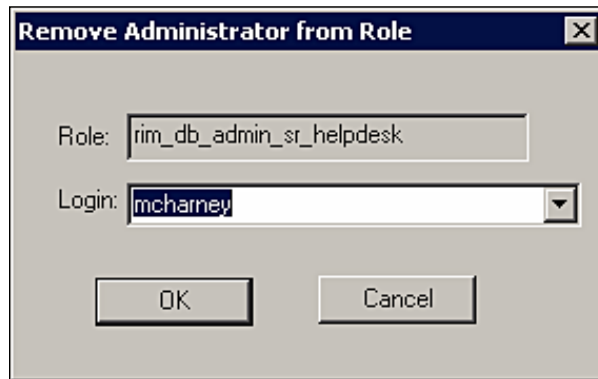 Remove Administrator from Role
Role: rim_db_admin_sr_helpdesk
Login: mcharney
OK Cancel